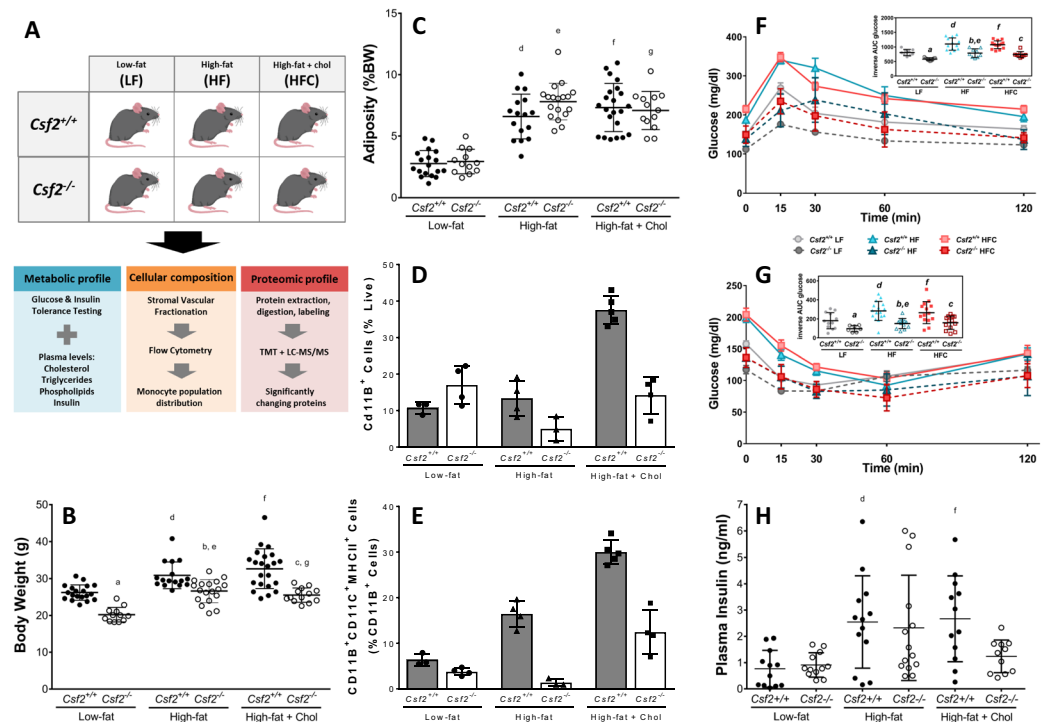 A
Low-fat
(LF)
High-fat
(HF)
High-fat + chol
(HFC)
Csf2+/+
Csf2-/-
Metabolic profile
Glucose & Insulin
Tolerance Testing
Plasma levels:
Cholesterol
Triglycerides
Phospholipids
Insulin
Cellular composition
Stromal Vascular
Fractionation
Flow Cytometry
Monocyte population
distribution
Proteomic profile
Protein extraction,
digestion, labeling
TMT + LC-MS/MS
Significantly
changing proteins
B
Body Weight (g)
50
40
30
20
10
0
a
d
b, e
f
c, g
Csf2+/+ Csf2-/- Csf2+/+ Csf2-/- Csf2+/+ Csf2-/-
Low-fat High-fat High-fat + Chol
C
Adiposity (%BW)
15
10
5
0
d
e
f
g
Csf2+/+ Csf2-/- Csf2+/+ Csf2-/- Csf2+/+ Csf2-/-
Low-fat High-fat High-fat + Chol
D
Cd11B+ Cells (% Live)
50
40
30
20
10
0
Csf2+/+ Csf2-/- Csf2+/+ Csf2-/- Csf2+/+ Csf2-/-
Low-fat High-fat High-fat + Chol
E
CD11B+ CD11C+MHCII+ Cells
(% CD11B+ Cells)
40
30
20
10
0
Csf2+/+ Csf2-/- Csf2+/+ Csf2-/- Csf2+/+ Csf2-/-
Low-fat High-fat High-fat + Chol
F
Glucose (mg/dl)
400
300
200
100
0
0 15 30 60 120
Time (min)
inverse AUC glucose
2000
1500
1000
500
0
a
d
b,e
f
c
Csf2+/+ Csf2-/- Csf2+/+ Csf2-/- Csf2+/+ Csf2-/-
LF HF HFC
Csf2+/+ LF
Csf2+/+ HF
Csf2+/+ HFC
Csf2-/- LF
Csf2-/- HF
Csf2-/- HFC
G
Glucose (mg/dl)
250
200
150
100
50
0
0 15 30 60 120
Time (min)
inverse AUC glucose
600
400
200
0
a
d
b,e
f
c
Csf2+/+ Csf2-/- Csf2+/+ Csf2-/- Csf2+/+ Csf2-/-
LF HF HFC
H
Plasma Insulin (ng/ml)
7
6
5
4
3
2
1
0
d
f
Csf2+/+ Csf2-/- Csf2+/+ Csf2-/- Csf2+/+ Csf2-/-
Low-fat High-fat High-fat + Chol